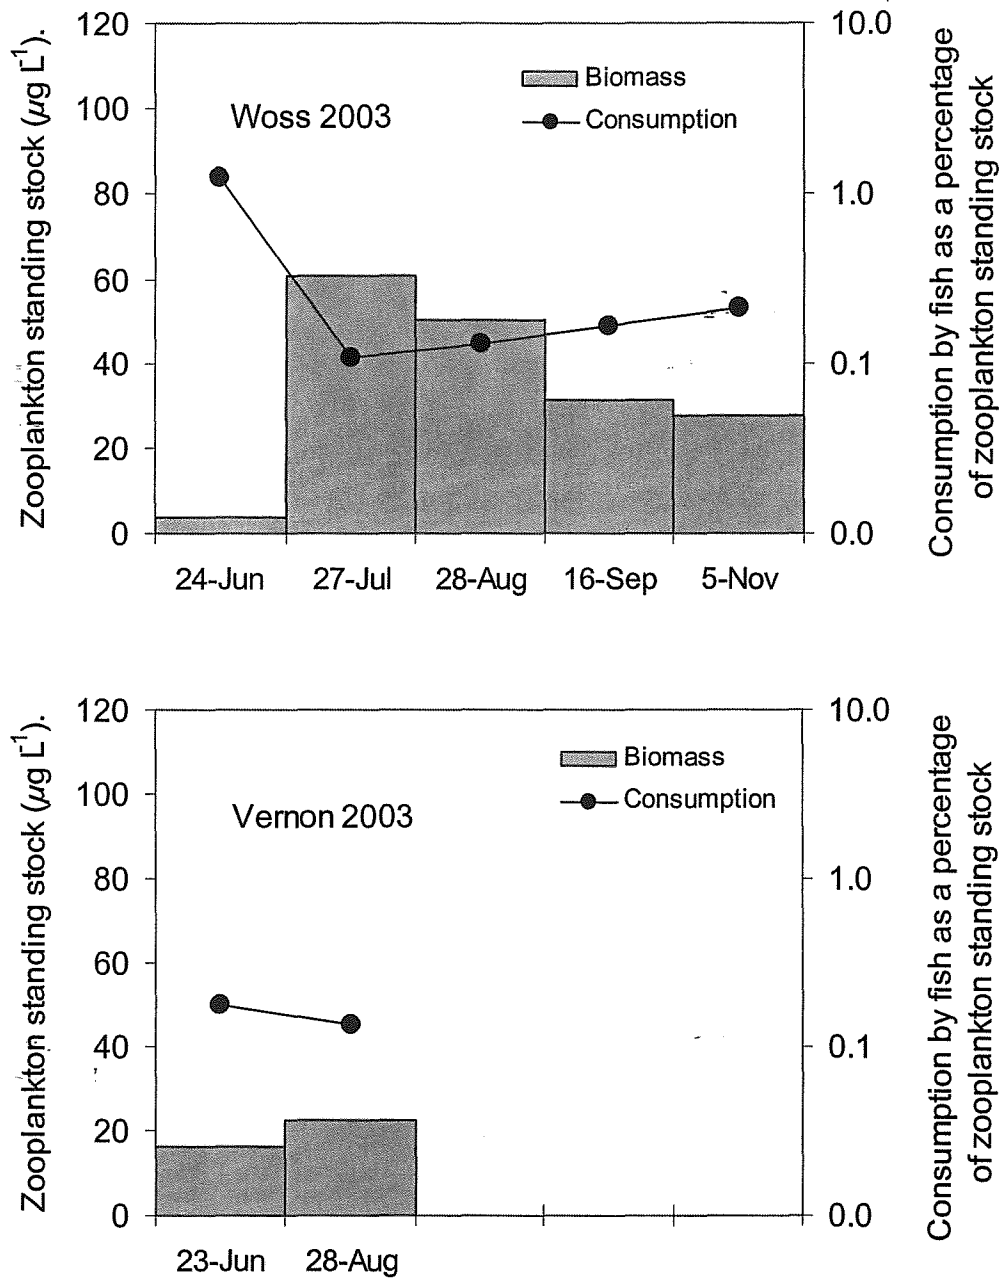 Zooplankton standing stock (µg L⁻¹).
120
100
80
60
40
20
0
Woss 2003
Biomass
Consumption
10.0
1.0
0.1
0.0
Consumption by fish as a percentage
of zooplankton standing stock
24-Jun 27-Jul 28-Aug 16-Sep 5-Nov
Zooplankton standing stock (µg L⁻¹).
120
100
80
60
40
20
0
Vernon 2003
Biomass
Consumption
10.0
1.0
0.1
0.0
Consumption by fish as a percentage
of zooplankton standing stock
23-Jun 28-Aug